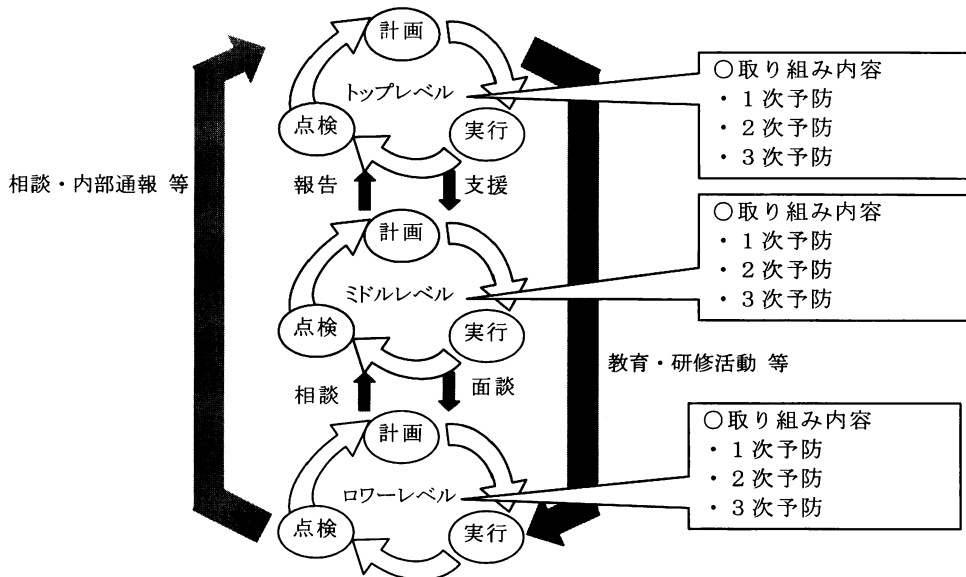 計画
トップレベル
点検
実行
○取り組み内容
・１次予防
・２次予防
・３次予防
相談・内部通報 等
報告
支援
計画
ミドルレベル
点検
実行
○取り組み内容
・１次予防
・２次予防
・３次予防
教育・研修活動 等
相談
面談
計画
ロワーレベル
点検
実行
○取り組み内容
・１次予防
・２次予防
・３次予防